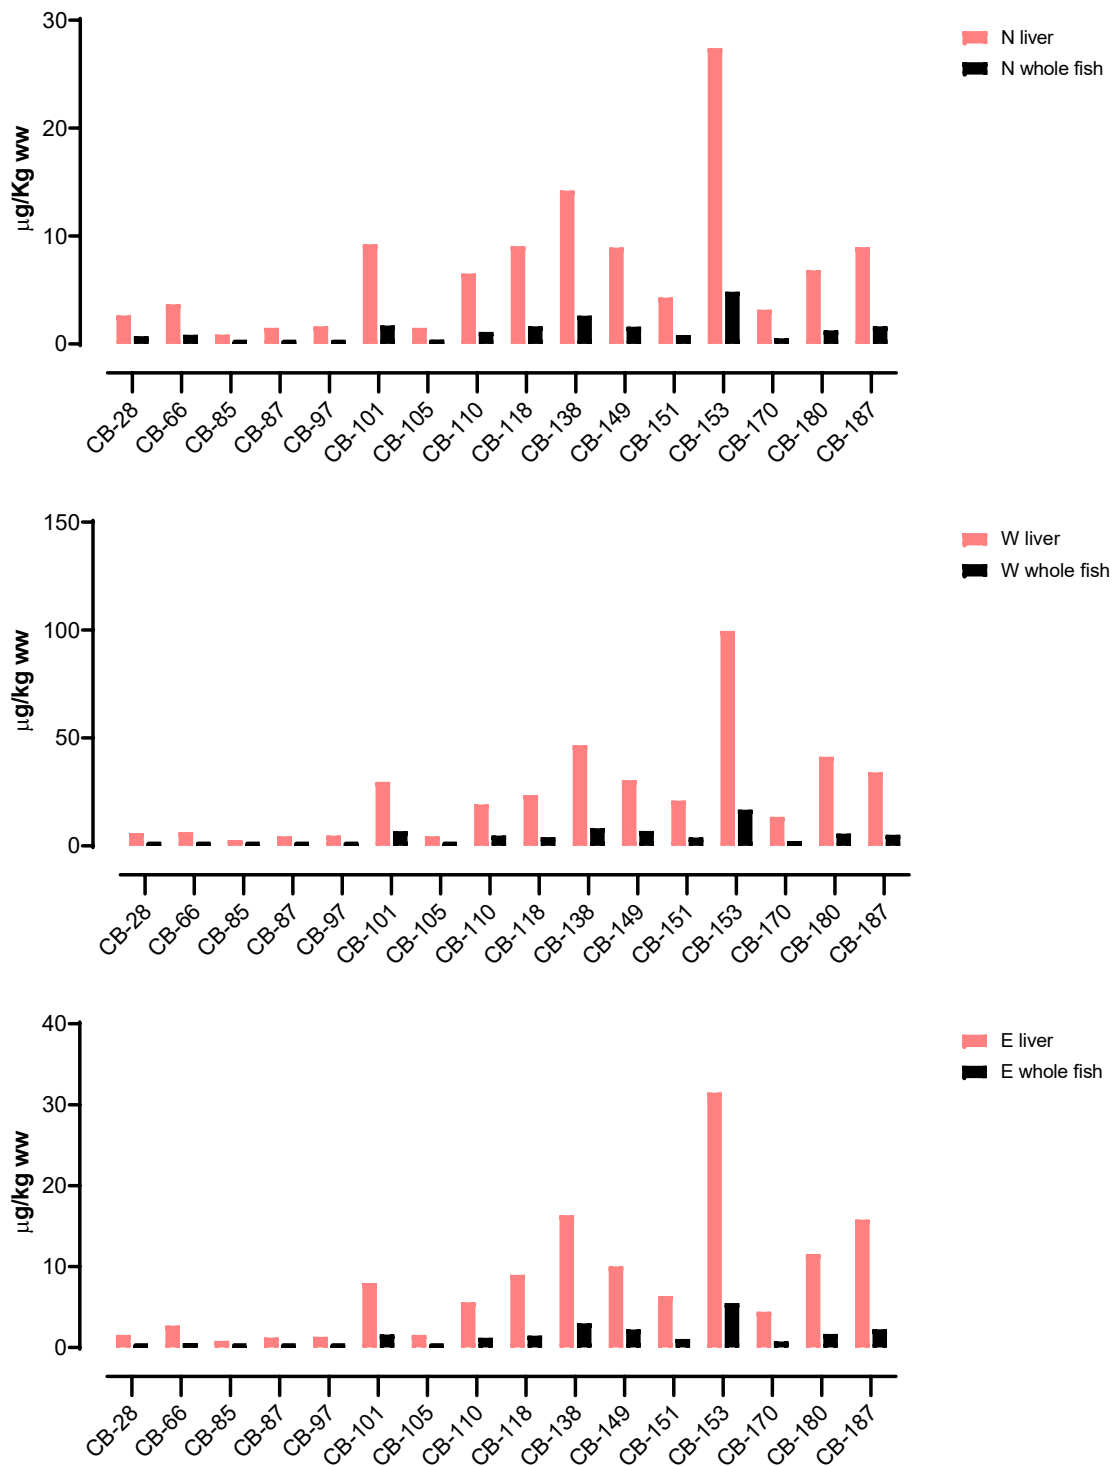 30
20
10
0
µg/Kg ww
N liver
N whole fish
CB-28
CB-66
CB-85
CB-87
CB-97
CB-101
CB-105
CB-110
CB-118
CB-138
CB-149
CB-151
CB-153
CB-170
CB-180
CB-187
150
100
50
0
µg/kg ww
W liver
W whole fish
CB-28
CB-66
CB-85
CB-87
CB-97
CB-101
CB-105
CB-110
CB-118
CB-138
CB-149
CB-151
CB-153
CB-170
CB-180
CB-187
40
30
20
10
0
µg/kg ww
E liver
E whole fish
CB-28
CB-66
CB-85
CB-87
CB-97
CB-101
CB-105
CB-110
CB-118
CB-138
CB-149
CB-151
CB-153
CB-170
CB-180
CB-187